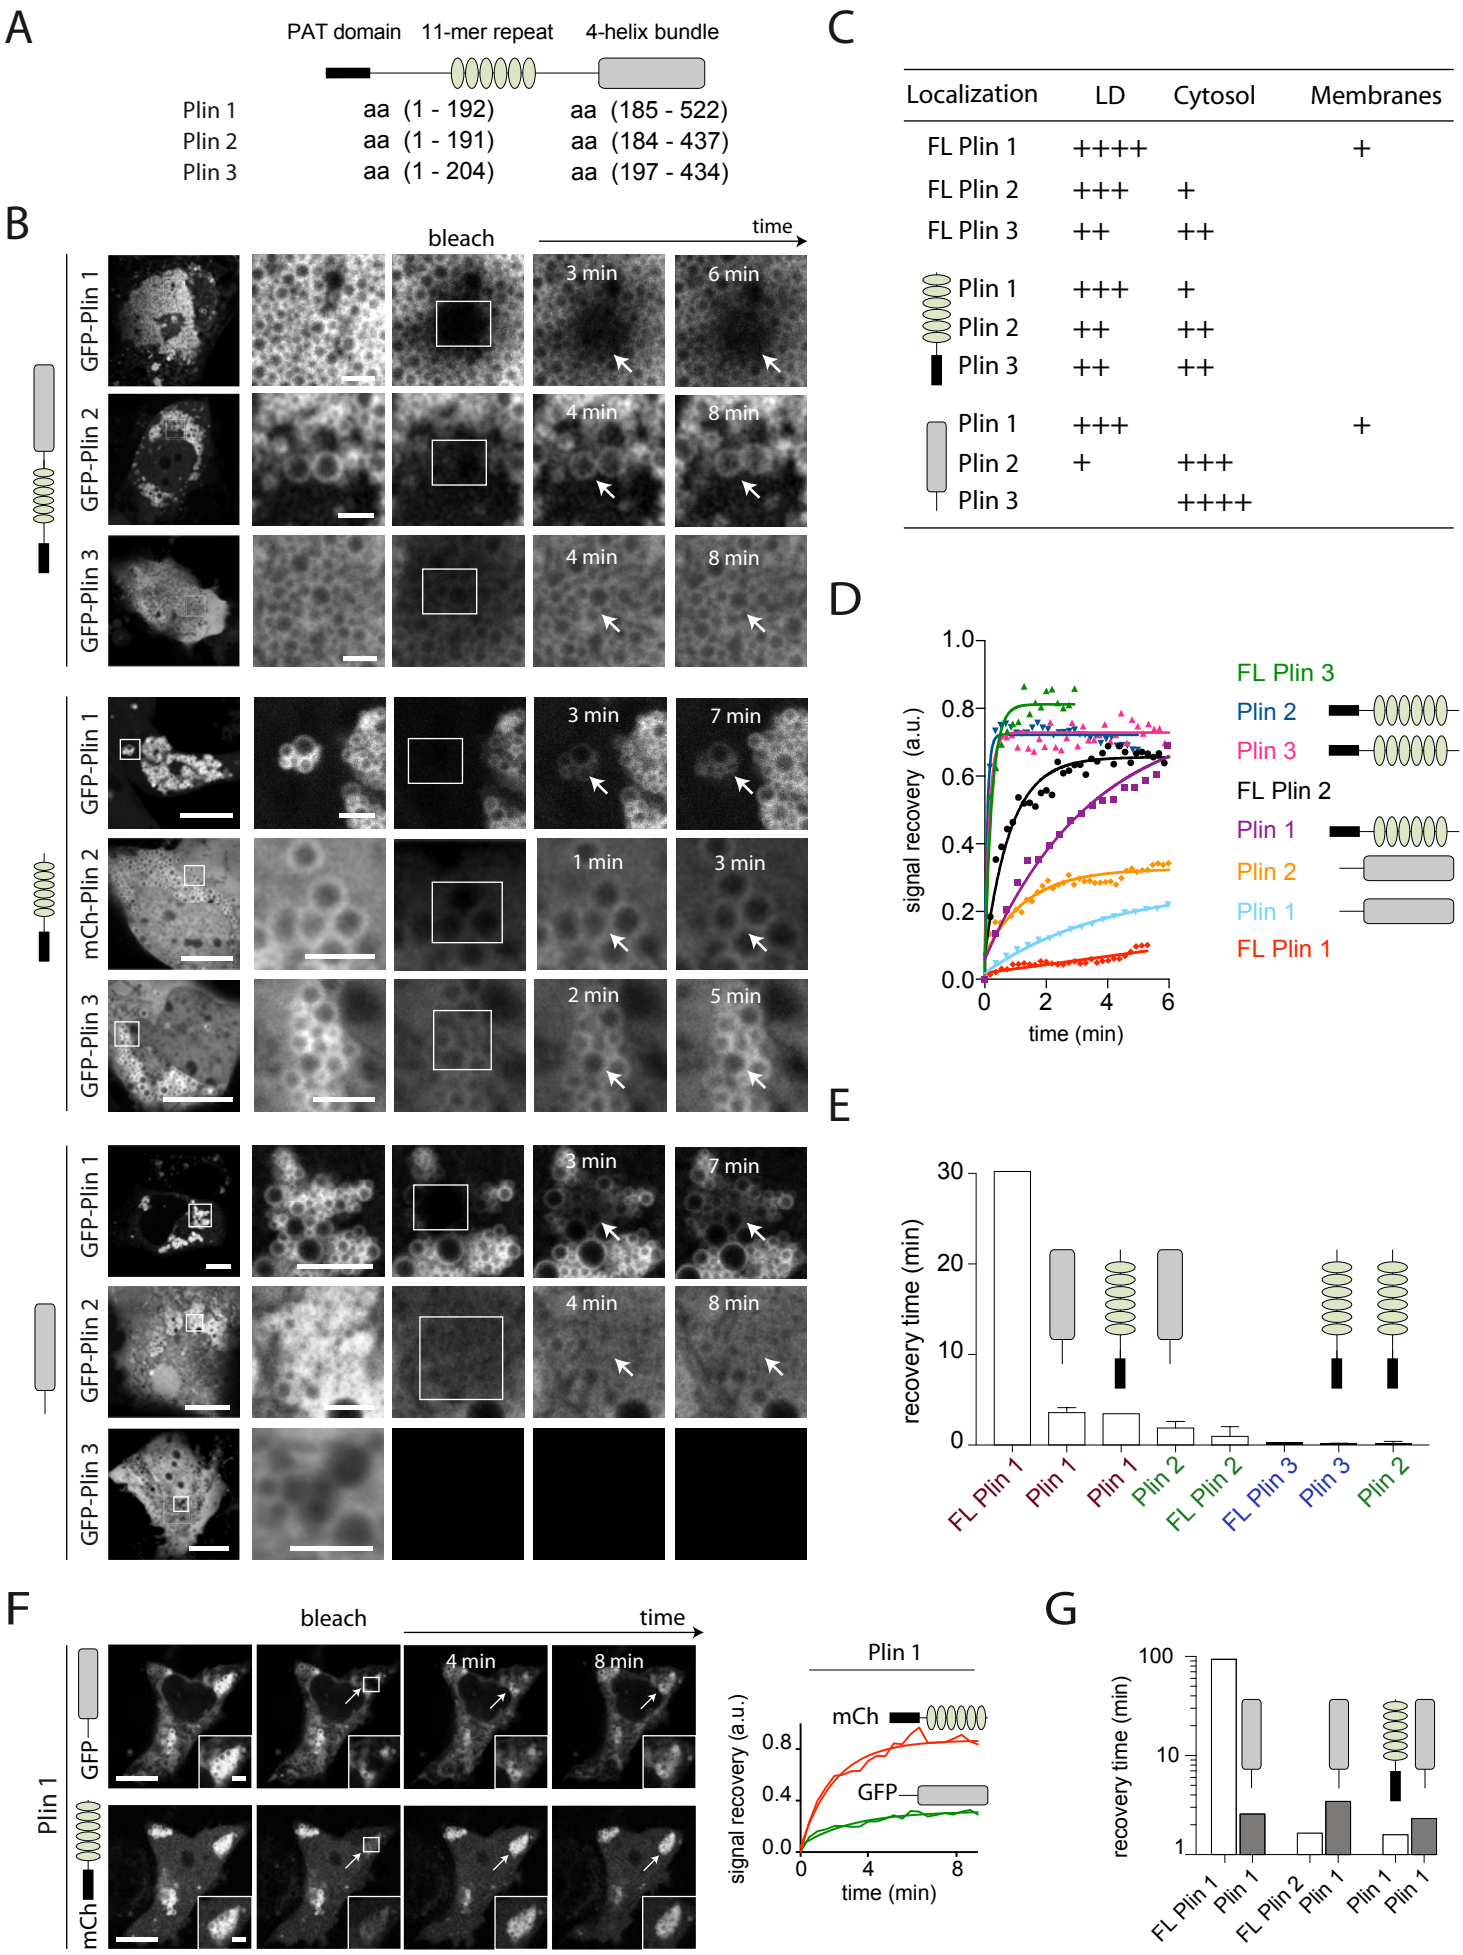 A
PAT domain 11-mer repeat 4-helix bundle
Plin 1 aa (1 - 192) aa (185 - 522)
Plin 2 aa (1 - 191) aa (184 - 437)
Plin 3 aa (1 - 204) aa (197 - 434)
B
bleach time
GFP-Plin 1
3 min 6 min
GFP-Plin 2
4 min 8 min
GFP-Plin 3
4 min 8 min
GFP-Plin 1
3 min 7 min
mCh-Plin 2
1 min 3 min
GFP-Plin 3
2 min 5 min
GFP-Plin 1
3 min 7 min
GFP-Plin 2
4 min 8 min
GFP-Plin 3
C
Localization LD Cytosol Membranes
FL Plin 1 ++++ +
FL Plin 2 +++ +
FL Plin 3 ++ ++
Plin 1 +++ +
Plin 2 ++ ++
Plin 3 ++ ++
Plin 1 +++ +
Plin 2 + +++
Plin 3 ++++
D
signal recovery (a.u.)
1.0
0.8
0.6
0.4
0.2
0.0
0 2 4 6
time (min)
FL Plin 3
Plin 2
Plin 3
FL Plin 2
Plin 1
Plin 2
Plin 1
FL Plin 1
E
recovery time (min)
30
20
10
0
FL Plin 1 Plin 1 Plin 1 Plin 2 FL Plin 2 FL Plin 3 Plin 3 Plin 2
F
bleach time
Plin 1
GFP
4 min 8 min
mCh
Plin 1
signal recovery (a.u.)
mCh
0.8
GFP
0.4
0.0
0 4 8
time (min)
G
recovery time (min)
100
10
1
FL Plin 1 Plin 1 FL Plin 2 Plin 1 Plin 1 Plin 1